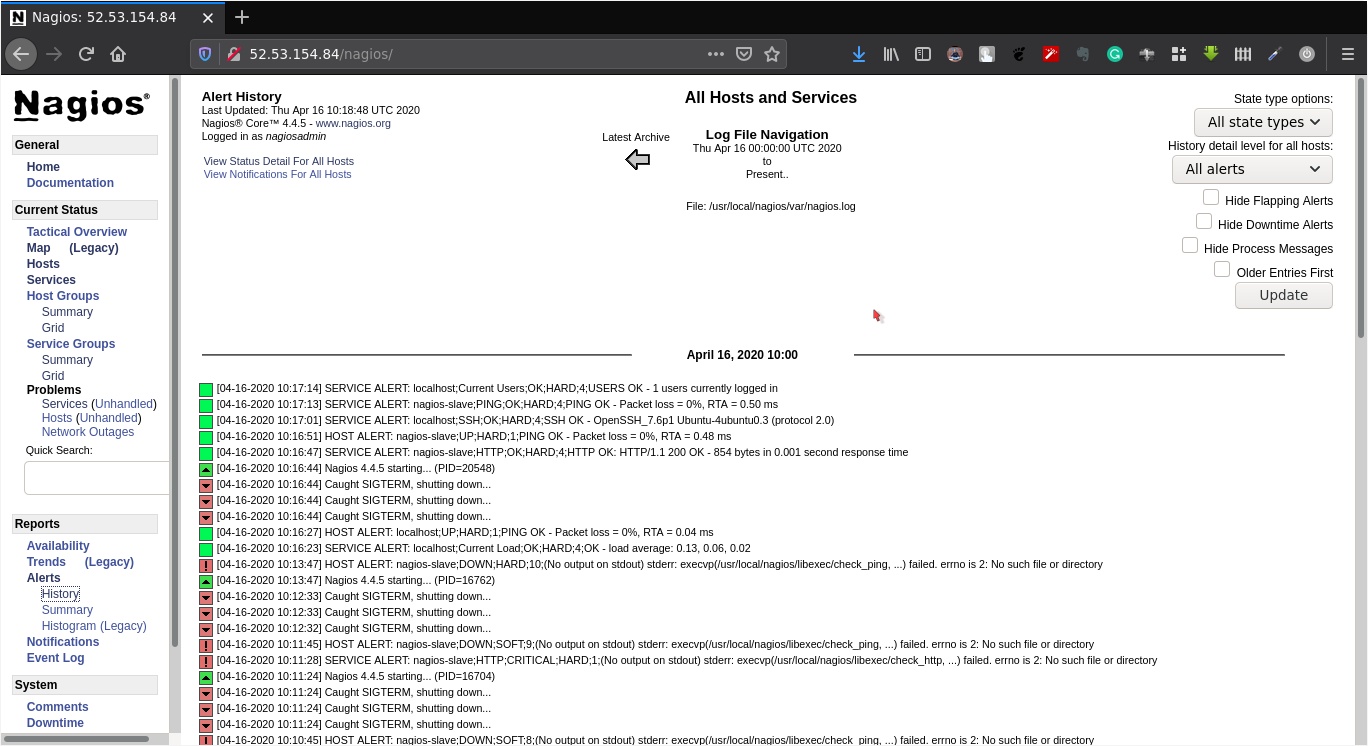 Nagios: 52.53.154.84
52.53.154.84/nagios/
Nagios®
General
Home
Documentation
Current Status
Tactical Overview
Map (Legacy)
Hosts
Services
Host Groups
Summary
Grid
Service Groups
Summary
Grid
Problems
Services (Unhandled)
Hosts (Unhandled)
Network Outages
Quick Search:
Reports
Availability
Trends (Legacy)
Alerts
History
Summary
Histogram (Legacy)
Notifications
Event Log
System
Comments
Downtime
Alert History
Last Updated: Thu Apr 16 10:18:48 UTC 2020
Nagios® Core™ 4.4.5 - www.nagios.org
Logged in as nagiosadmin
View Status Detail For All Hosts
View Notifications For All Hosts
All Hosts and Services
Latest Archive
Log File Navigation
Thu Apr 16 00:00:00 UTC 2020
to
Present..
File: /usr/local/nagios/var/nagios.log
State type options:
All state types
History detail level for all hosts:
All alerts
Hide Flapping Alerts
Hide Downtime Alerts
Hide Process Messages
Older Entries First
Update
April 16, 2020 10:00
[04-16-2020 10:17:14] SERVICE ALERT: localhost;Current Users;OK;HARD;4;USERS OK - 1 users currently logged in
[04-16-2020 10:17:13] SERVICE ALERT: nagios-slave;PING;OK;HARD;4;PING OK - Packet loss = 0%, RTA = 0.50 ms
[04-16-2020 10:17:01] SERVICE ALERT: localhost;SSH;OK;HARD;4;SSH OK - OpenSSH_7.6p1 Ubuntu-4ubuntu0.3 (protocol 2.0)
[04-16-2020 10:16:51] HOST ALERT: nagios-slave;UP;HARD;1;PING OK - Packet loss = 0%, RTA = 0.48 ms
[04-16-2020 10:16:47] SERVICE ALERT: nagios-slave;HTTP;OK;HARD;4;HTTP OK: HTTP/1.1 200 OK - 854 bytes in 0.001 second response time
[04-16-2020 10:16:44] Nagios 4.4.5 starting... (PID=20548)
[04-16-2020 10:16:44] Caught SIGTERM, shutting down...
[04-16-2020 10:16:44] Caught SIGTERM, shutting down...
[04-16-2020 10:16:44] Caught SIGTERM, shutting down...
[04-16-2020 10:16:27] HOST ALERT: localhost;UP;HARD;1;PING OK - Packet loss = 0%, RTA = 0.04 ms
[04-16-2020 10:16:23] SERVICE ALERT: localhost;Current Load;OK;HARD;4;OK - load average: 0.13, 0.06, 0.02
[04-16-2020 10:13:47] HOST ALERT: nagios-slave;DOWN;HARD;10;(No output on stdout) stderr: execvp(/usr/local/nagios/libexec/check_ping, ...) failed. errno is 2: No such file or directory
[04-16-2020 10:13:47] Nagios 4.4.5 starting... (PID=16762)
[04-16-2020 10:12:33] Caught SIGTERM, shutting down...
[04-16-2020 10:12:33] Caught SIGTERM, shutting down...
[04-16-2020 10:12:32] Caught SIGTERM, shutting down...
[04-16-2020 10:11:45] HOST ALERT: nagios-slave;DOWN;SOFT;9;(No output on stdout) stderr: execvp(/usr/local/nagios/libexec/check_ping, ...) failed. errno is 2: No such file or directory
[04-16-2020 10:11:28] SERVICE ALERT: nagios-slave;HTTP;CRITICAL;HARD;1;(No output on stdout) stderr: execvp(/usr/local/nagios/libexec/check_http, ...) failed. errno is 2: No such file or directory
[04-16-2020 10:11:24] Nagios 4.4.5 starting... (PID=16704)
[04-16-2020 10:11:24] Caught SIGTERM, shutting down...
[04-16-2020 10:11:24] Caught SIGTERM, shutting down...
[04-16-2020 10:11:24] Caught SIGTERM, shutting down...
[04-16-2020 10:10:45] HOST ALERT: nagios-slave;DOWN;SOFT;8;(No output on stdout) stderr: execvp(/usr/local/nagios/libexec/check_ping, ...) failed. errno is 2: No such file or directory